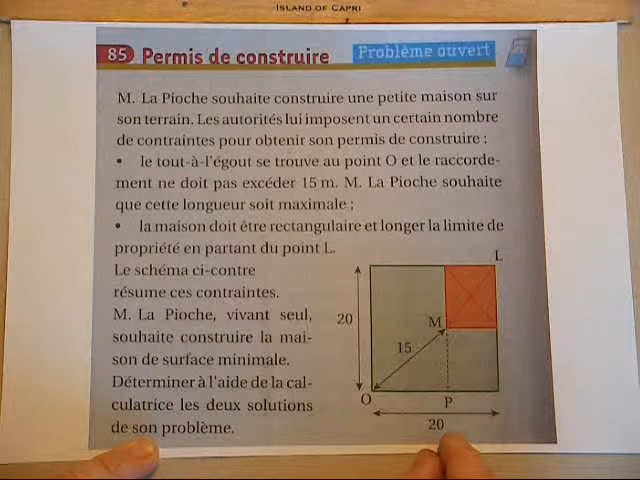 ISLAND OF CAPRI
85 Permis de construire Problème ouvert
M. La Pioche souhaite construire une petite maison sur
son terrain. Les autorités lui imposent un certain nombre
de contraintes pour obtenir son permis de construire :
• le tout-à-l'égout se trouve au point O et le raccorde-
ment ne doit pas excéder 15 m. M. La Pioche souhaite
que cette longueur soit maximale ;
• la maison doit être rectangulaire et longer la limite de
propriété en partant du point L.
Le schéma ci-contre
résume ces contraintes.
M. La Pioche, vivant seul,
souhaite construire la mai-
son de surface minimale.
Déterminer à l'aide de la cal-
culatrice les deux solutions
de son problème.
L
20
M
15
O
P
20